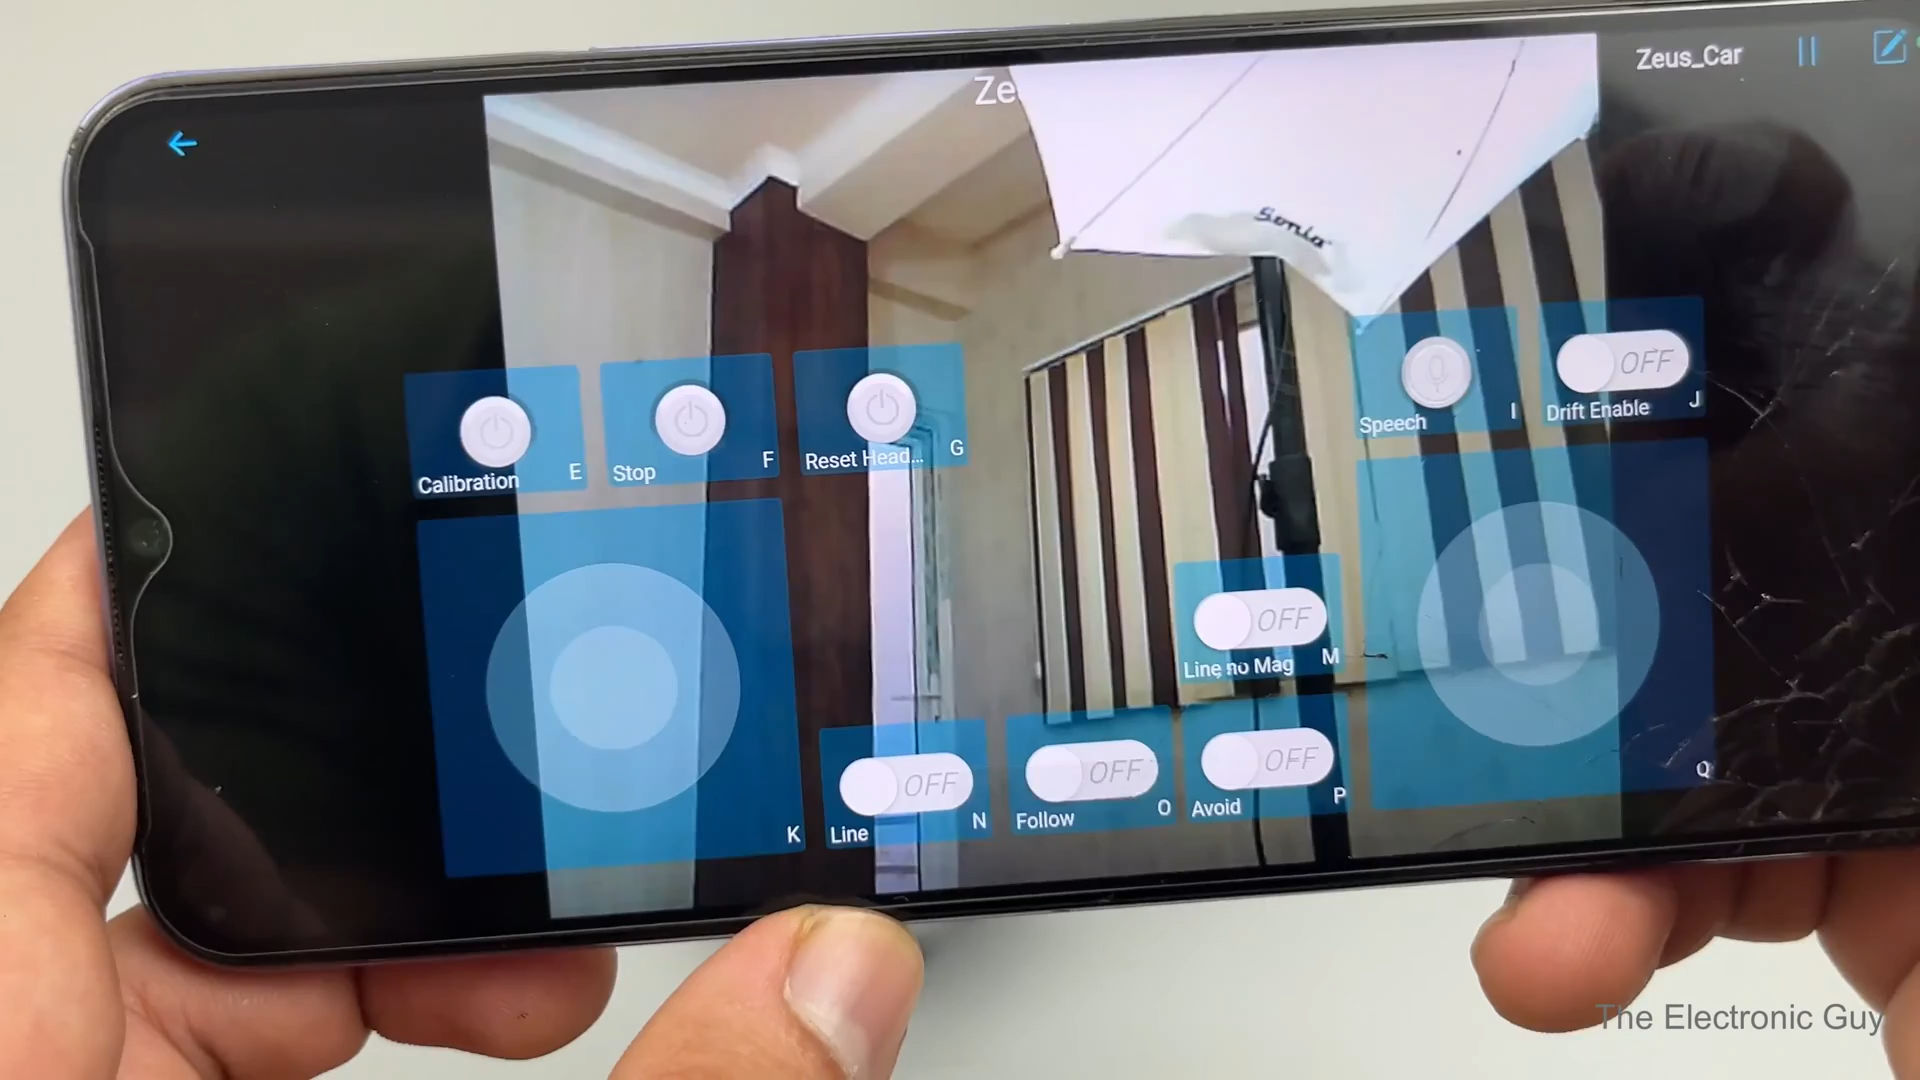 Zeus_Car
Ze
Sonia
Calibration E
Stop F
Reset Head... G
Speech I
OFF
Drift Enable J
OFF
Line no Mag M
K
OFF
Line N
OFF
Follow O
OFF
Avoid P
Q
The Electronic Guy